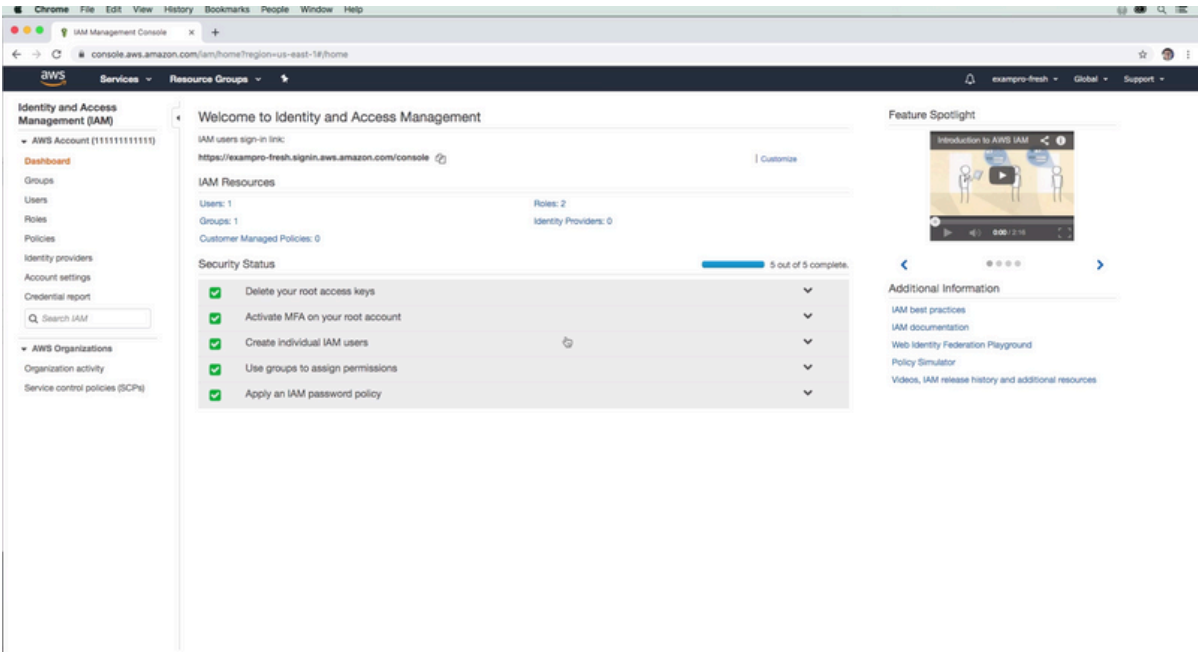 Chrome File Edit View History Bookmarks People Window Help
IAM Management Console
console.aws.amazon.com/iam/home?region=us-east-1#/home
aws Services Resource Groups exampro-fresh Global Support
Identity and Access
Management (IAM)
AWS Account (111111111111)
Dashboard
Groups
Users
Roles
Policies
Identity providers
Account settings
Credential report
Search IAM
AWS Organizations
Organization activity
Service control policies (SCPs)
Welcome to Identity and Access Management
IAM users sign-in link:
https://exampro-fresh.signin.aws.amazon.com/console
Customize
IAM Resources
Users: 1
Roles: 2
Groups: 1
Identity Providers: 0
Customer Managed Policies: 0
Security Status
5 out of 5 complete.
Delete your root access keys
Activate MFA on your root account
Create individual IAM users
Use groups to assign permissions
Apply an IAM password policy
Feature Spotlight
Introduction to AWS IAM
0:00 / 2:16
Additional Information
IAM best practices
IAM documentation
Web Identity Federation Playground
Policy Simulator
Videos, IAM release history and additional resources